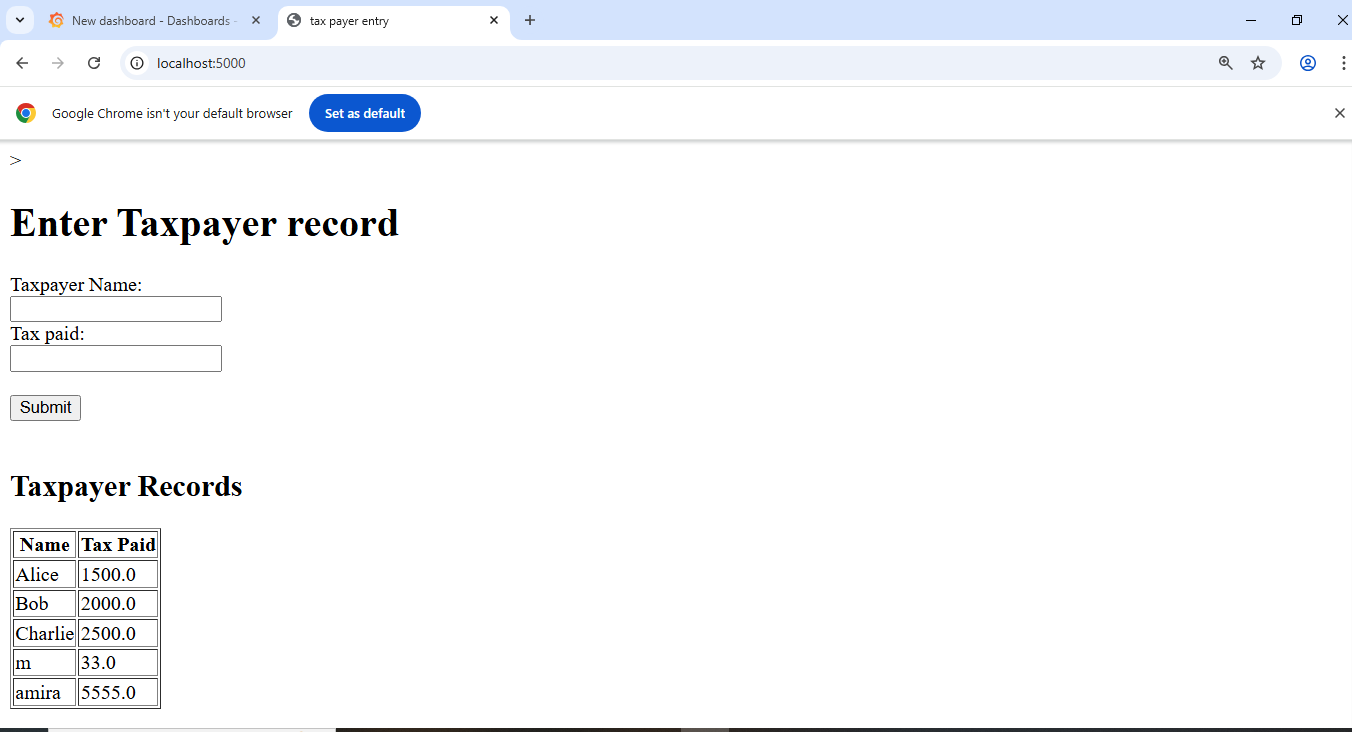 New dashboard - Dashboards -
tax payer entry
localhost:5000
Google Chrome isn't your default browser
Set as default
>
Enter Taxpayer record
Taxpayer Name:
Tax paid:
Submit
Taxpayer Records
Name Tax Paid
Alice 1500.0
Bob 2000.0
Charlie 2500.0
m 33.0
amira 5555.0